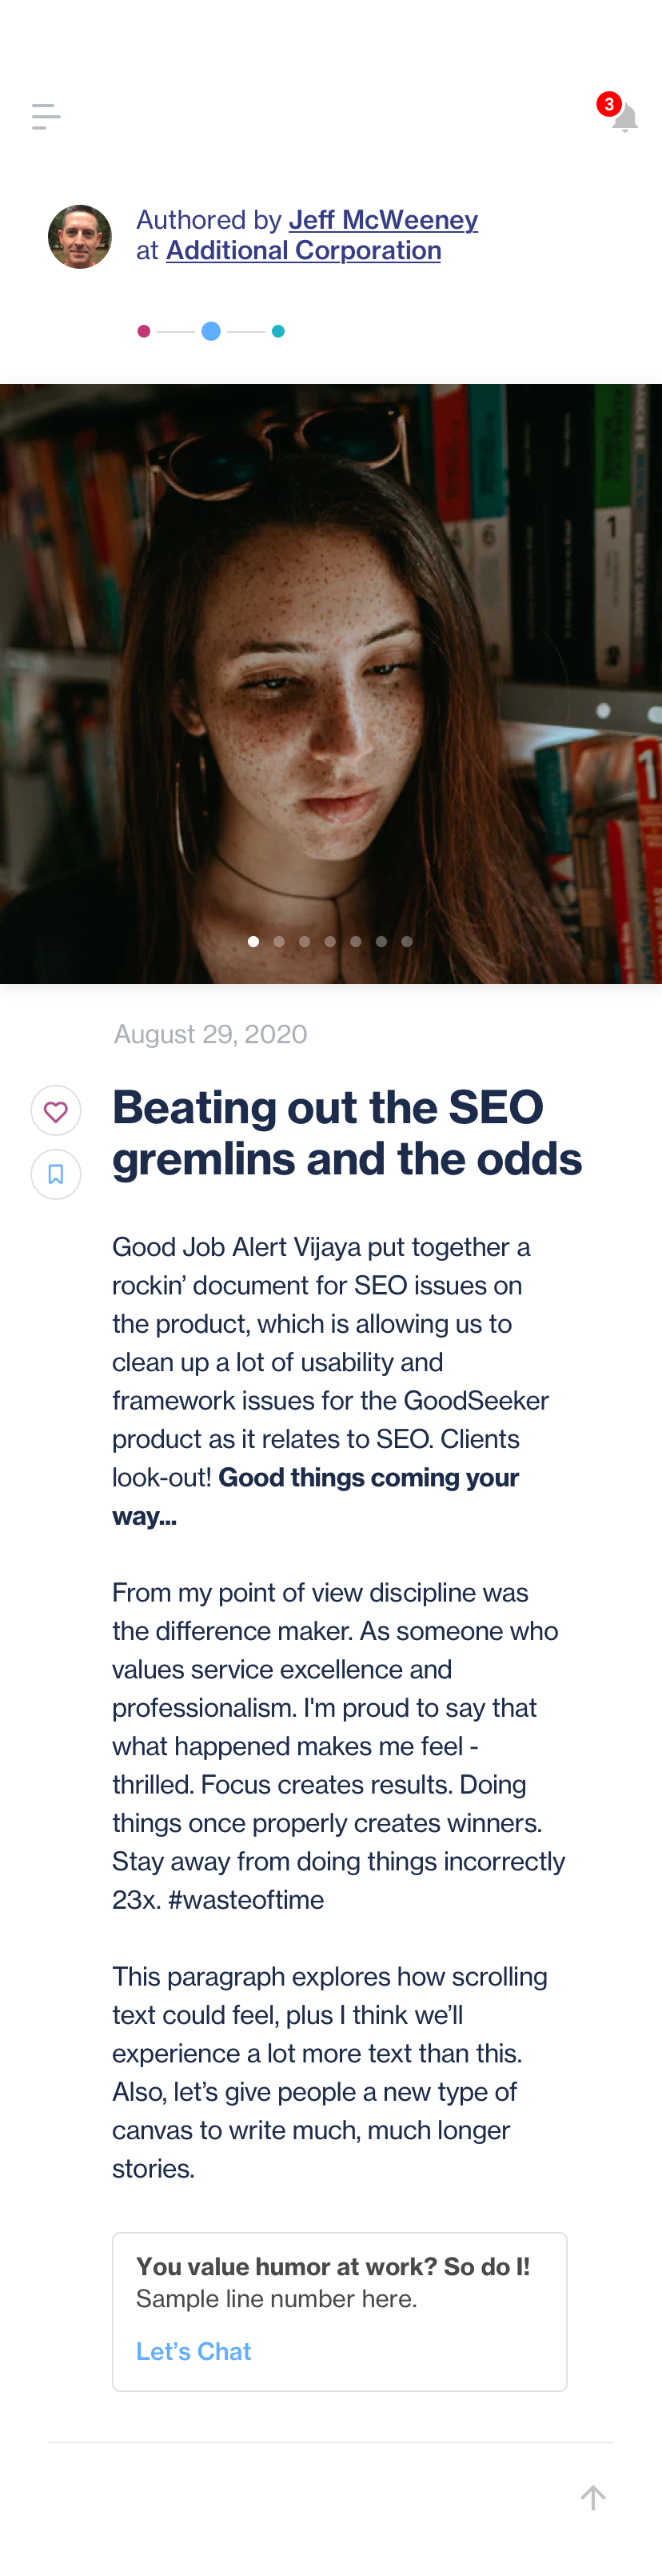 3
Authored by Jeff McWeeney
at Additional Corporation
1
August 29, 2020
Beating out the SEO
gremlins and the odds
Good Job Alert Vijaya put together a
rockin’ document for SEO issues on
the product, which is allowing us to
clean up a lot of usability and
framework issues for the GoodSeeker
product as it relates to SEO. Clients
look-out! Good things coming your
way...
From my point of view discipline was
the difference maker. As someone who
values service excellence and
professionalism. I'm proud to say that
what happened makes me feel -
thrilled. Focus creates results. Doing
things once properly creates winners.
Stay away from doing things incorrectly
23x. #wasteoftime
This paragraph explores how scrolling
text could feel, plus I think we’ll
experience a lot more text than this.
Also, let’s give people a new type of
canvas to write much, much longer
stories.
You value humor at work? So do I!
Sample line number here.
Let’s Chat